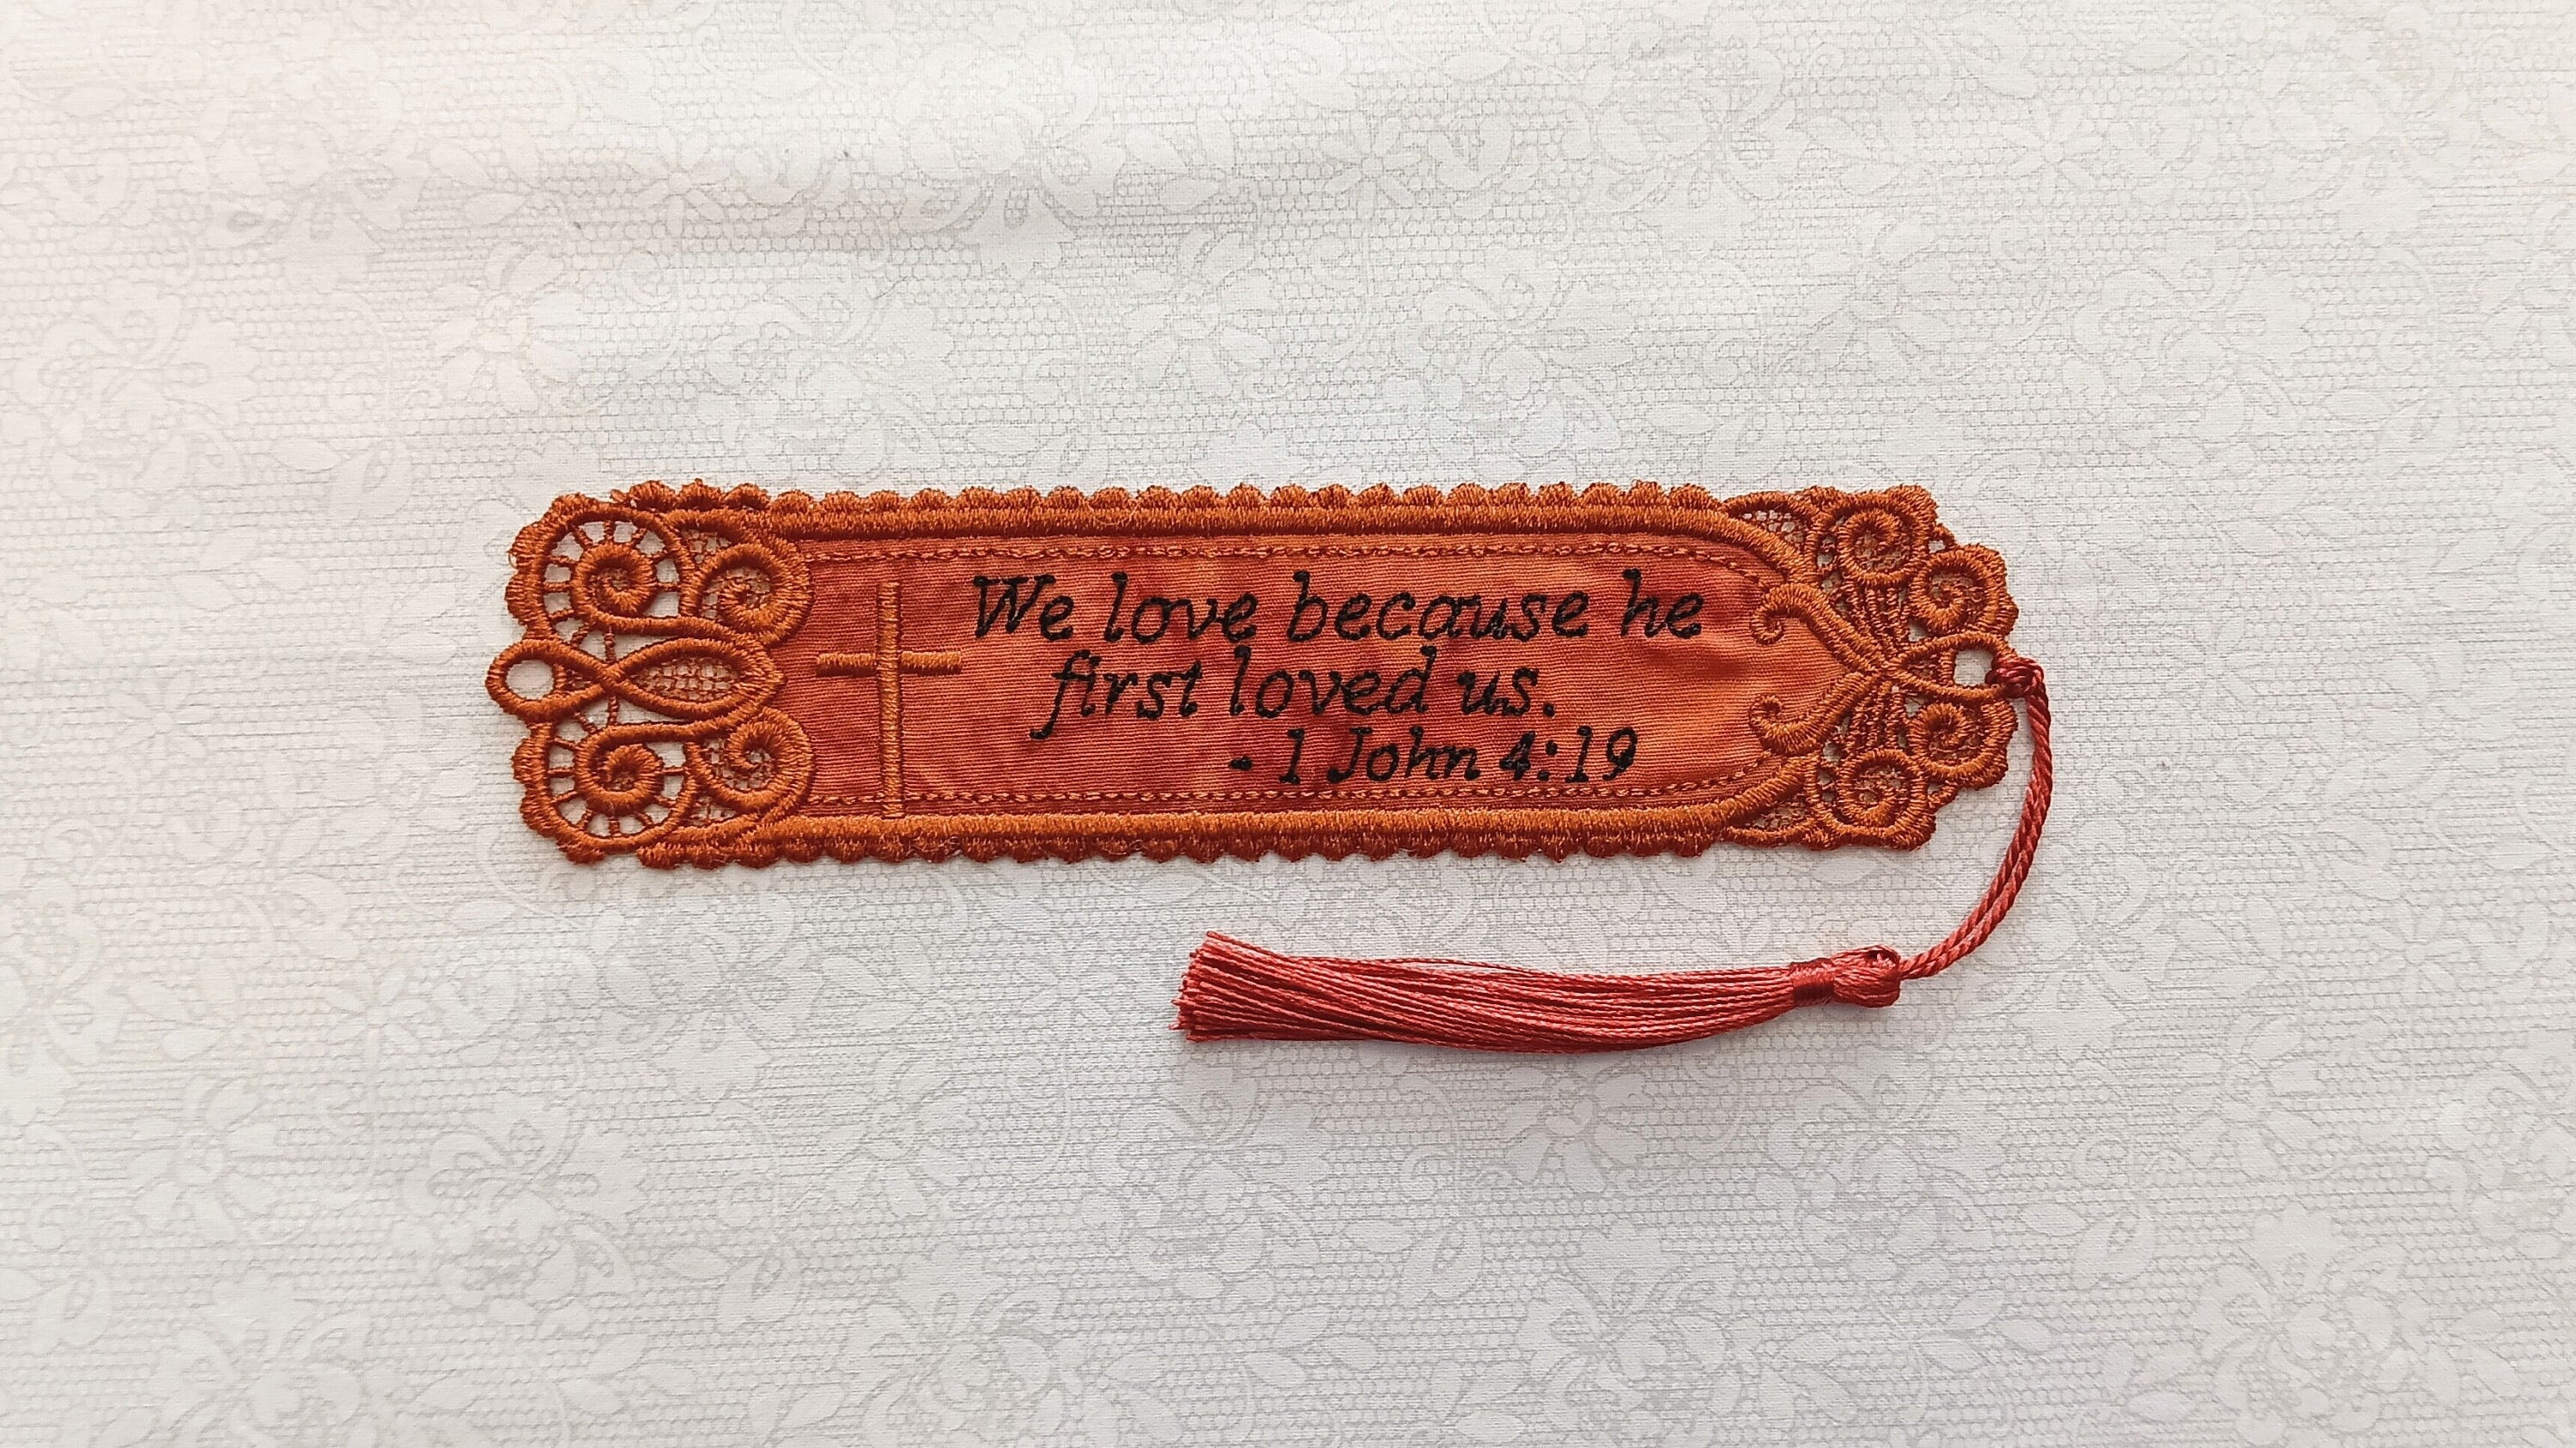 We love because he
first loved us.
- 1 John 4:19